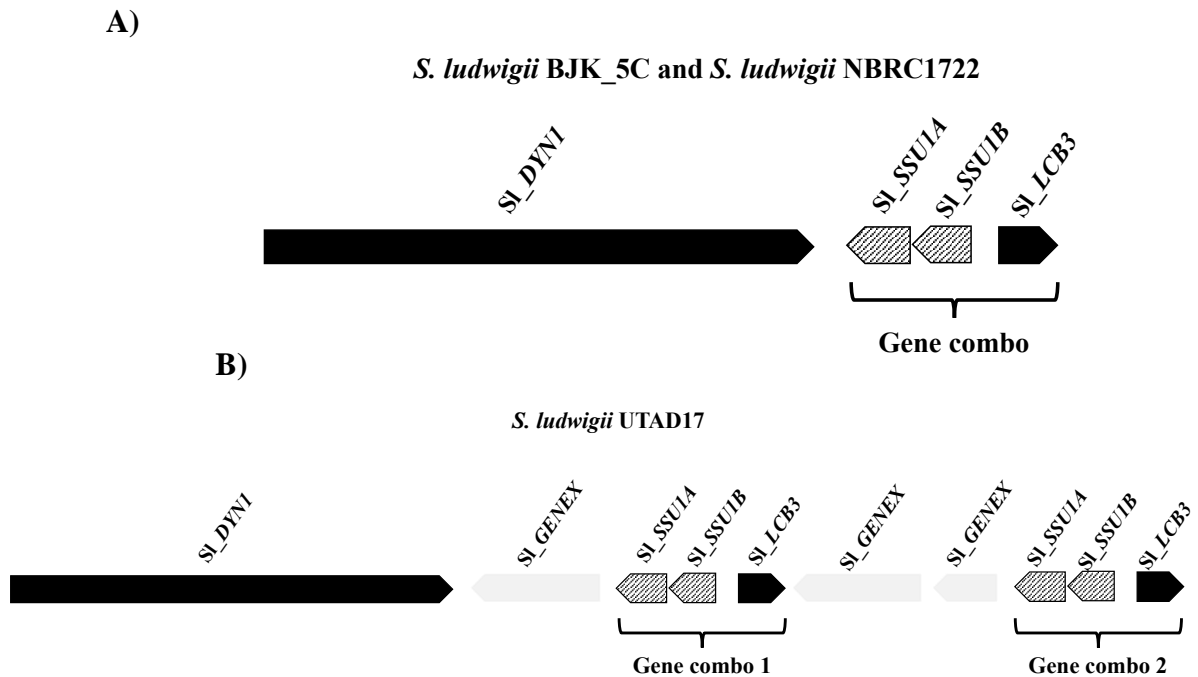 A)
S. ludwigii BJK_5C and S. ludwigii NBRC1722
Sl_DYN1
Sl_SSU1A
Sl_SSU1B
Sl_LCB3
Gene combo
B)
S. ludwigii UTAD17
Sl_DYN1
Sl_GENEX
Sl_SSU1A
Sl_SSU1B
Sl_LCB3
Sl_GENEX
Sl_GENEX
Sl_SSU1A
Sl_SSU1B
Sl_LCB3
Gene combo 1
Gene combo 2